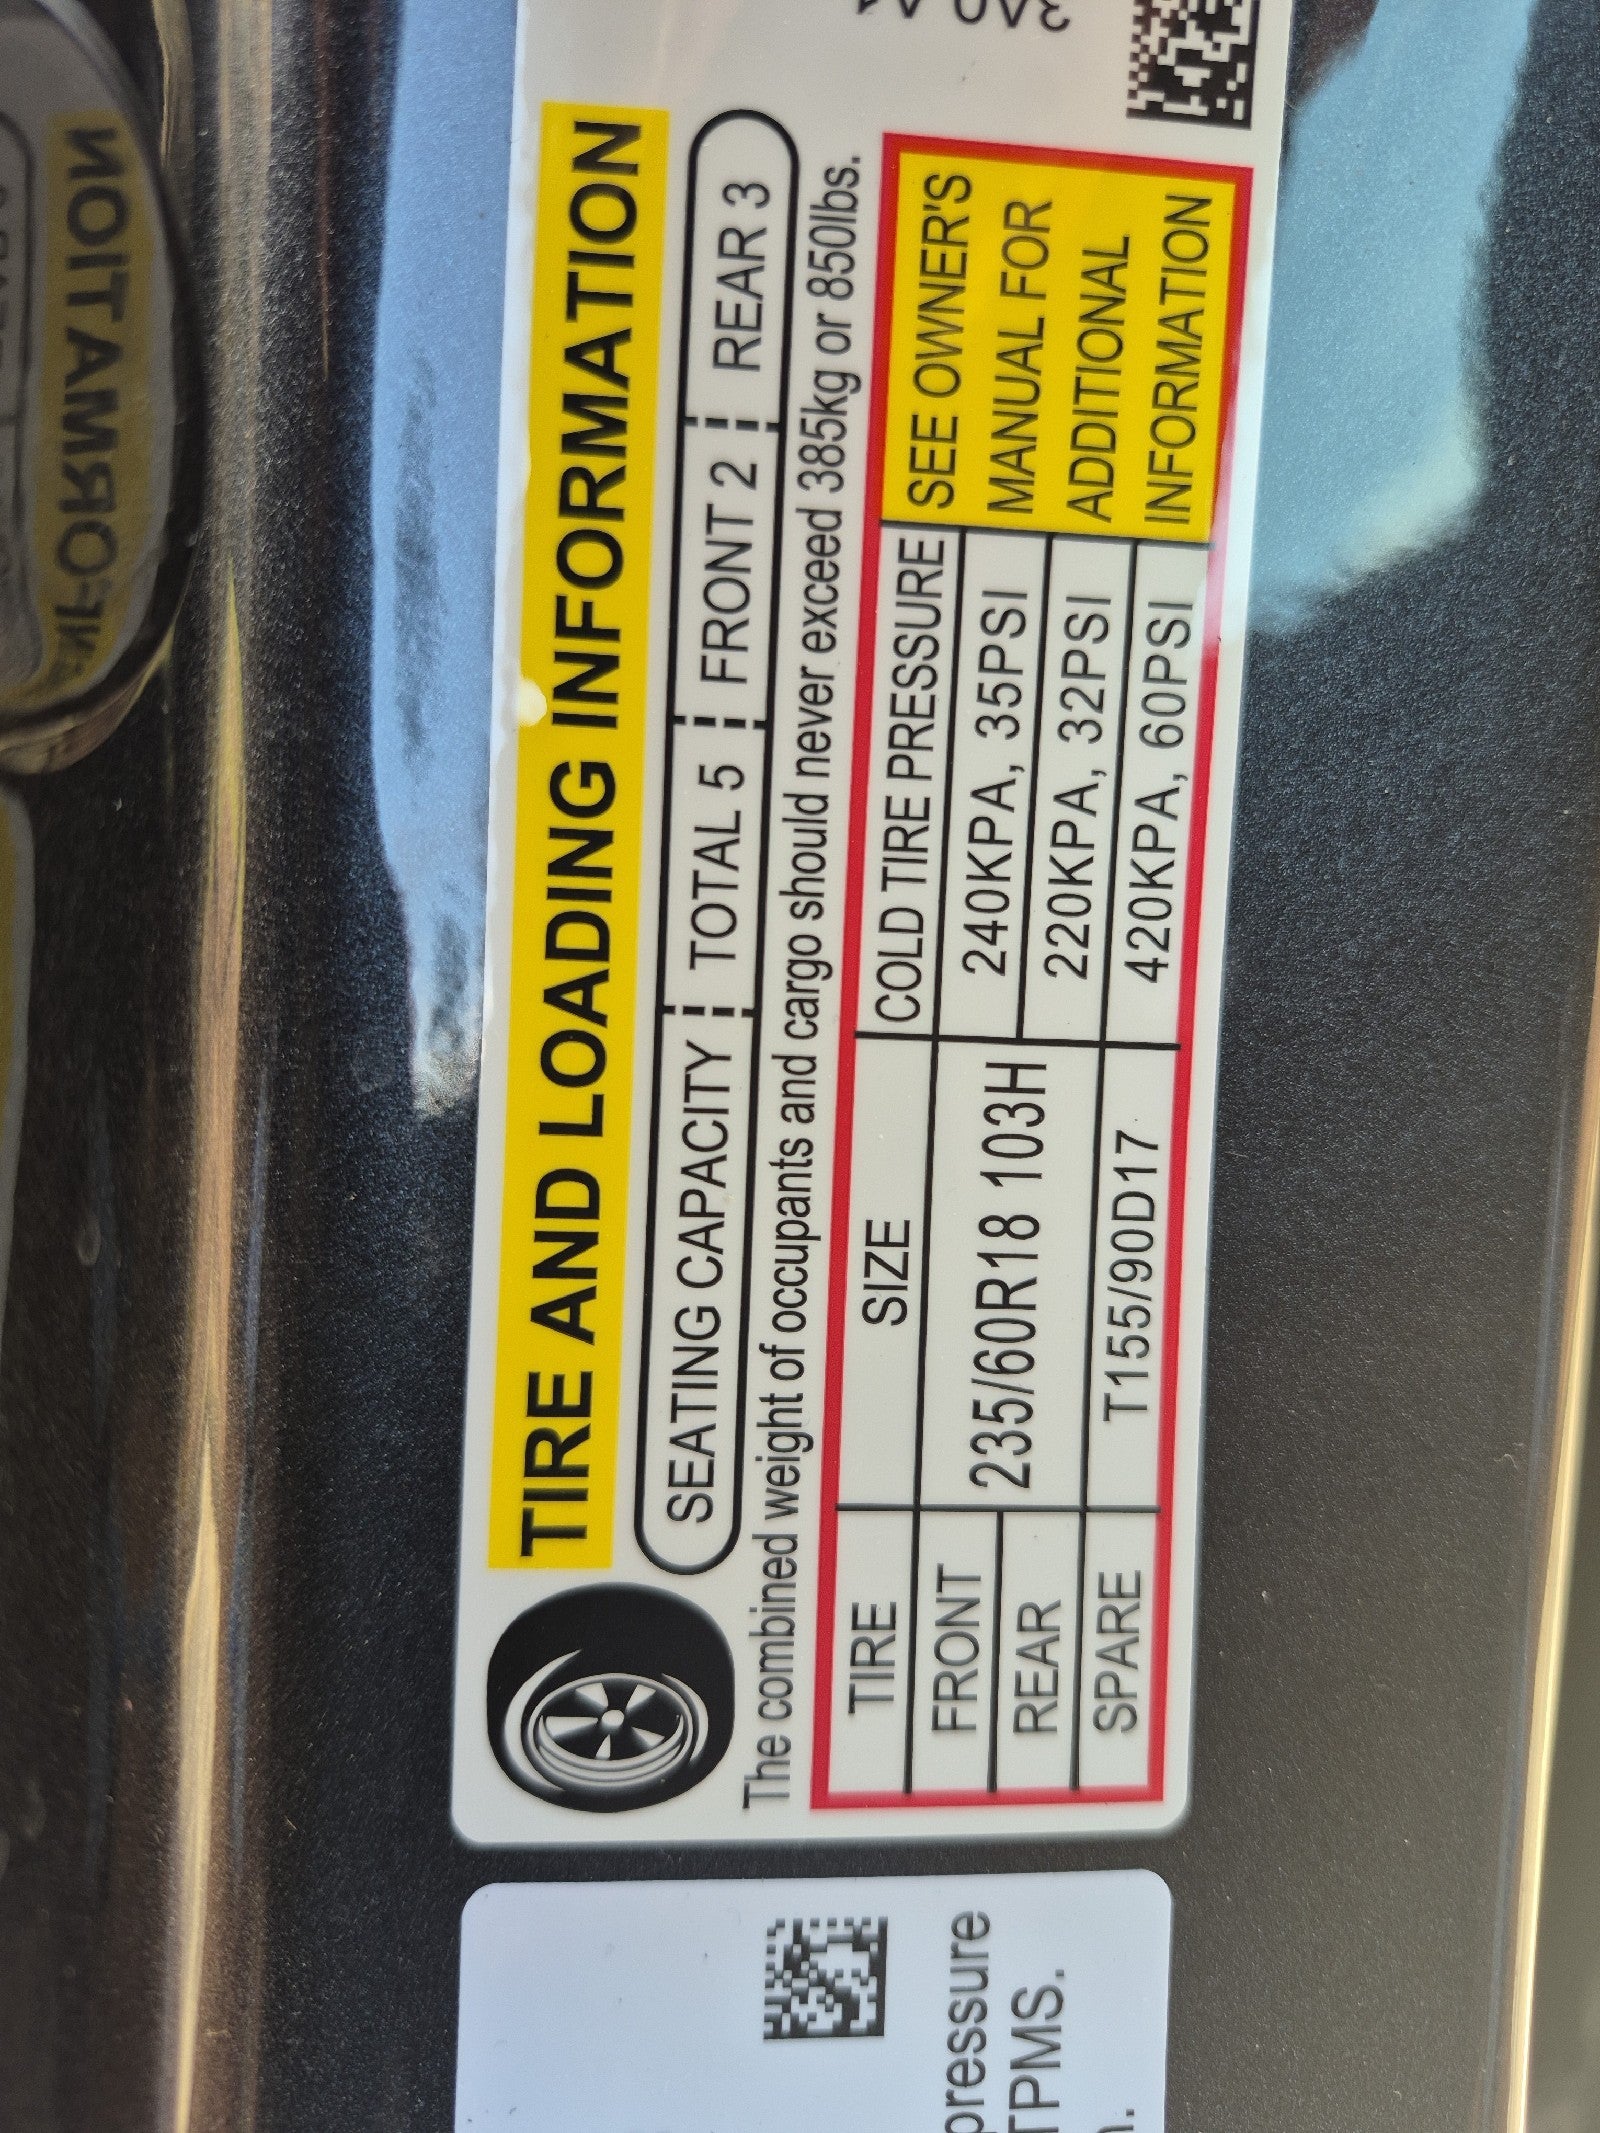 TIRE AND LOADING INFORMATION
SEATING CAPACITY TOTAL 5 FRONT 2 REAR 3
The combined weight of occupants and cargo should never exceed 385kg or 850lbs.
TIRE SIZE COLD TIRE PRESSURE
FRONT 235/60R18 103H 240KPA, 35PSI
REAR 220KPA, 32PSI
SPARE T155/90D17 420KPA, 60PSI
SEE OWNER'S
MANUAL FOR
ADDITIONAL
INFORMATION
pressure
TPMS.
INFORMATION